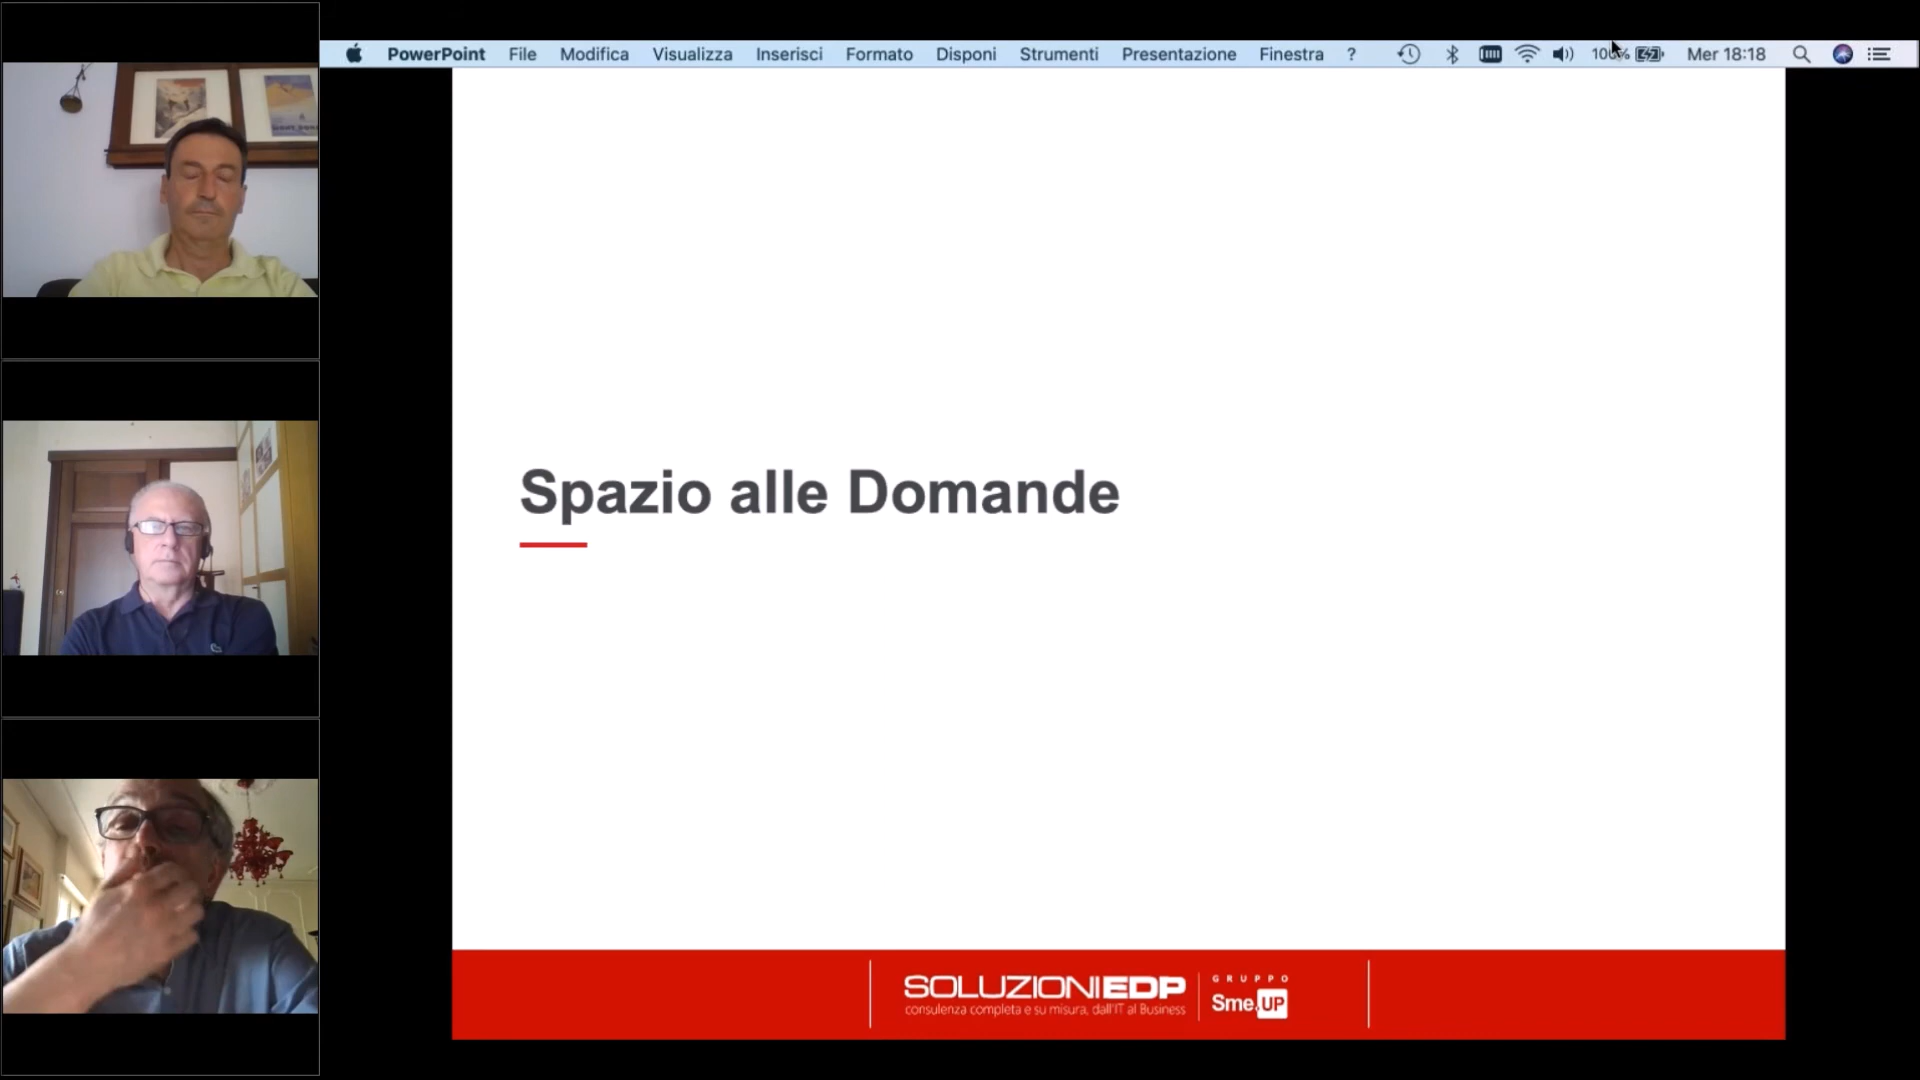 PowerPoint File Modifica Visualizza Inserisci Formato Disponi Strumenti Presentazione Finestra ? 100% Mer 18:18
Spazio alle Domande
SOLUZIONIEDP
consulenza completa e su misura, dall'IT al Business
GRUPPO
Sme.UP